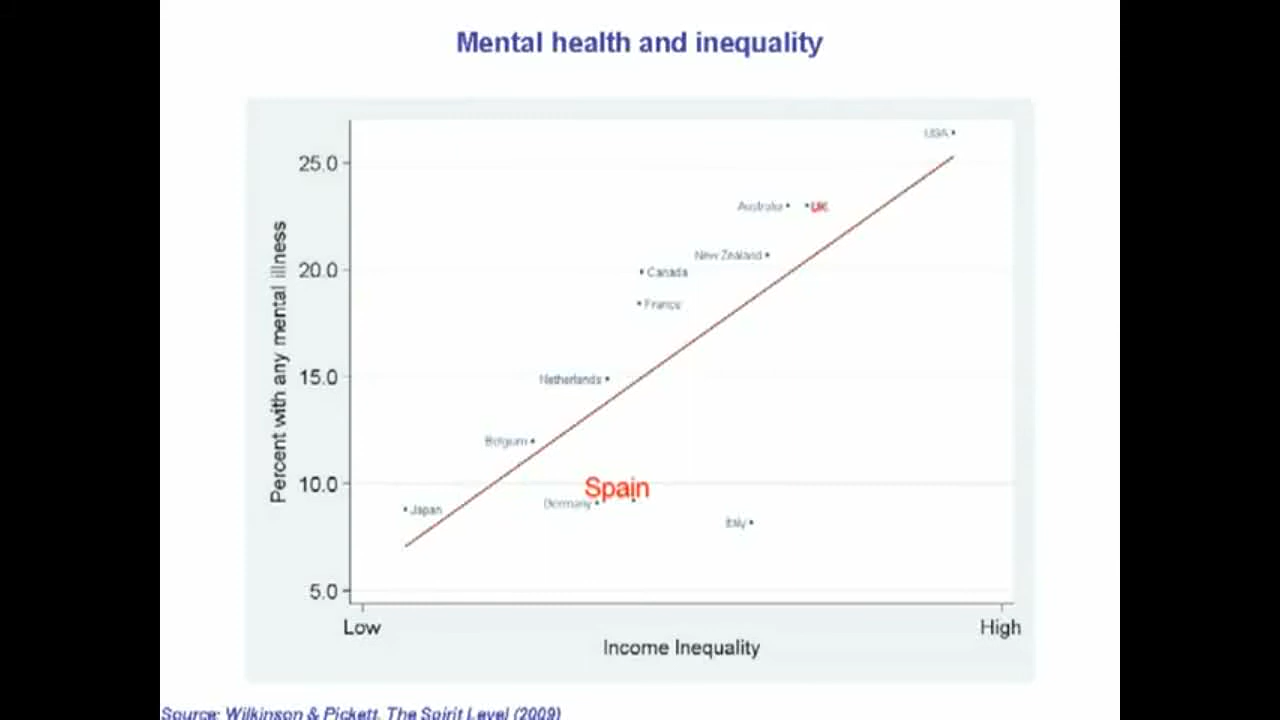 Mental health and inequality
USA
25.0
Australia
UK
New Zealand
20.0
Canada
France
15.0
Netherlands
Belgium
10.0
Spain
Germany
Japan
Italy
5.0
Percent with any mental illness
Low
High
Income Inequality
Source: Wilkinson & Pickett, The Spirit Level (2009)